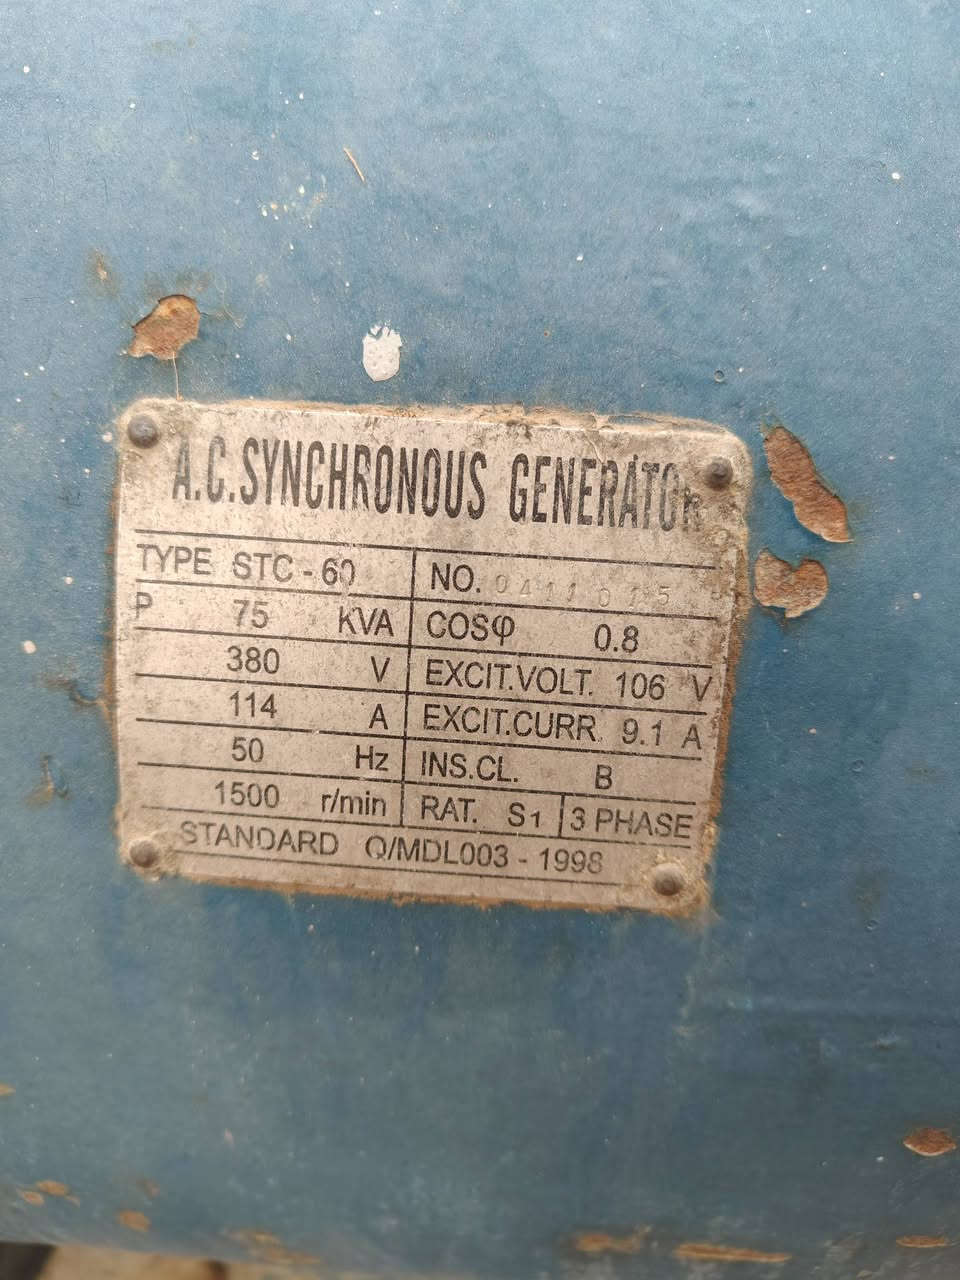 A.C.SYNCHRONOUS GENERATOR
TYPE STC - 60 NO. 0411015
P 75 KVA COSφ 0.8
380 V EXCIT.VOLT. 106 V
114 A EXCIT.CURR. 9.1 A
50 Hz INS.CL. B
1500 r/min RAT. S1 3 PHASE
STANDARD Q/MDL003 - 1998